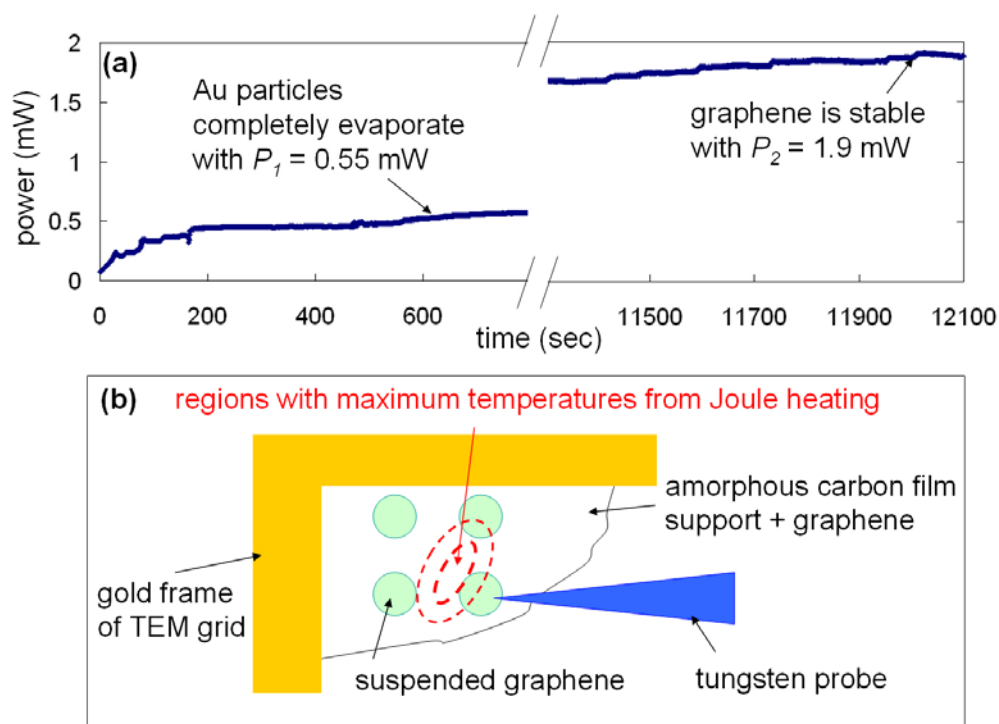 (a)
2
1.5
1
0.5
0
power (mW)
Au particles
completely evaporate
with P1 = 0.55 mW
graphene is stable
with P2 = 1.9 mW
0
200
400
600
11500
11700
11900
12100
time (sec)
(b) regions with maximum temperatures from Joule heating
amorphous carbon film
support + graphene
gold frame
of TEM grid
suspended graphene
tungsten probe